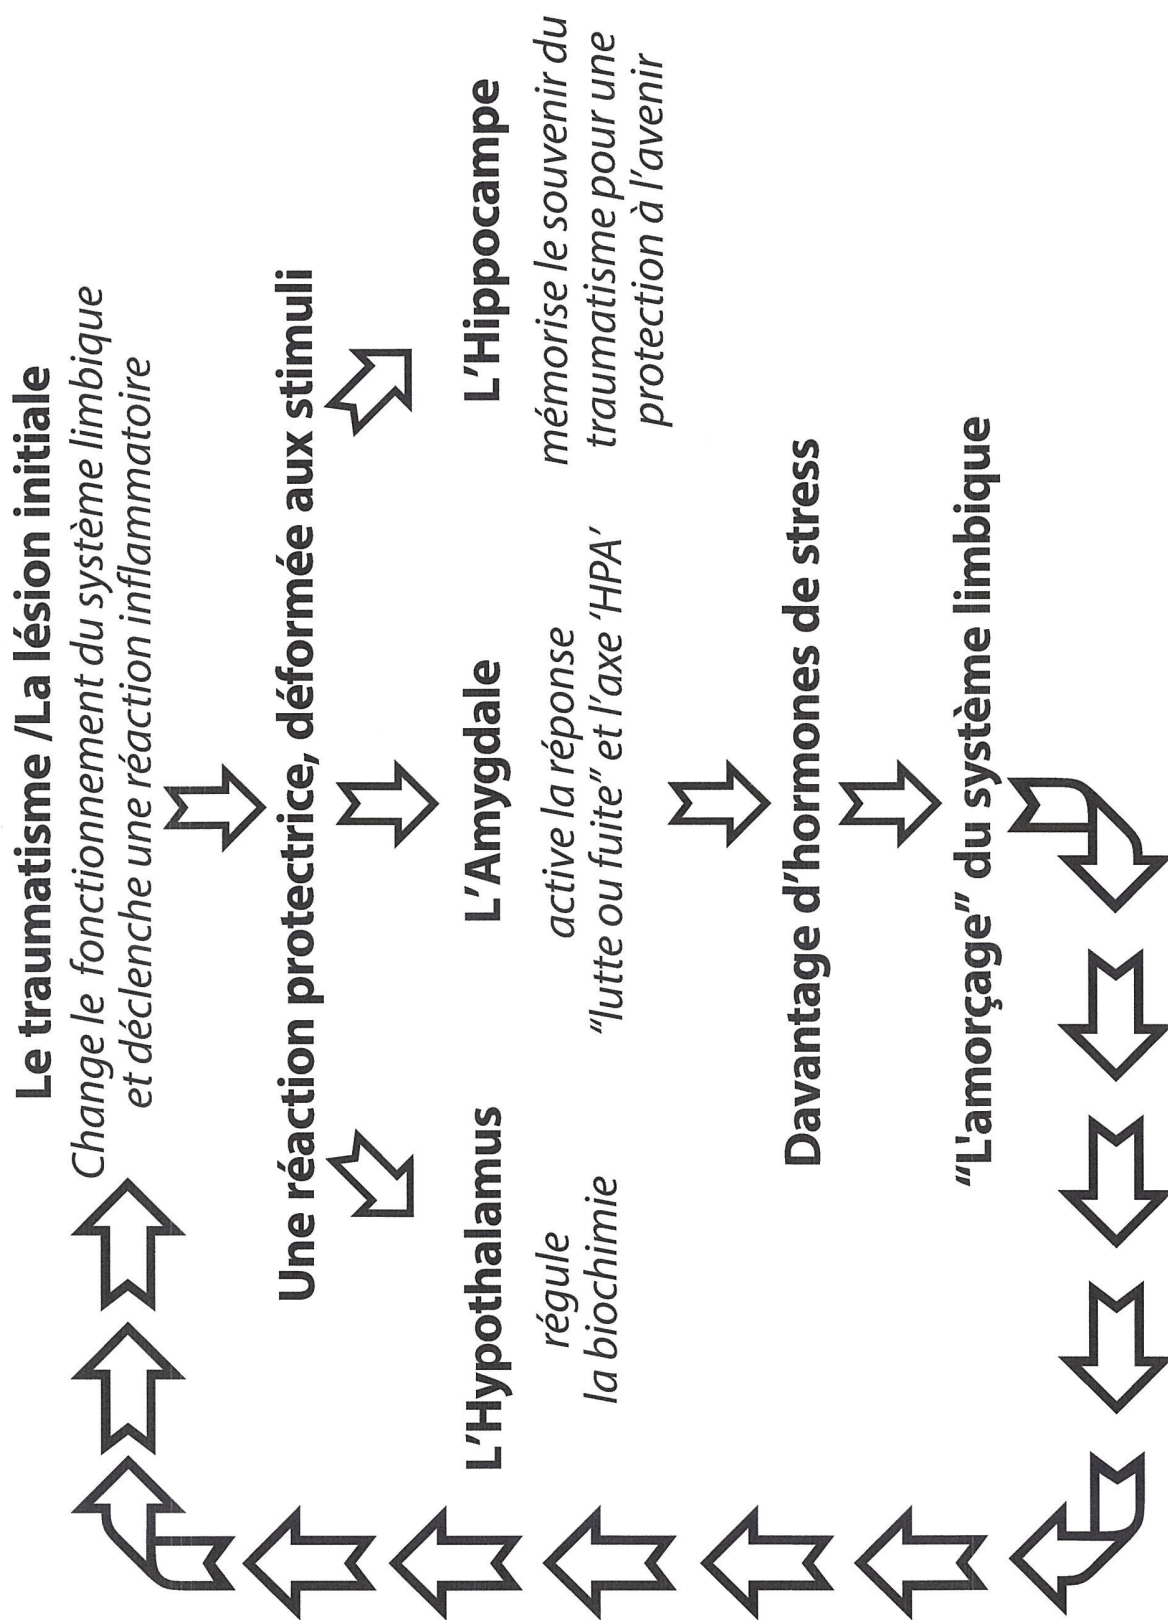 Le traumatisme /La lésion initiale
Change le fonctionnement du système limbique
et déclenche une réaction inflammatoire
Une réaction protectrice, déformée aux stimuli
L'Hypothalamus
régule
la biochimie
L'Amygdale
active la réponse
“lutte ou fuite” et l'axe ‘HPA’
L'Hippocampe
mémorise le souvenir du
traumatisme pour une
protection à l'avenir
Davantage d'hormones de stress
“L'amorçage” du système limbique